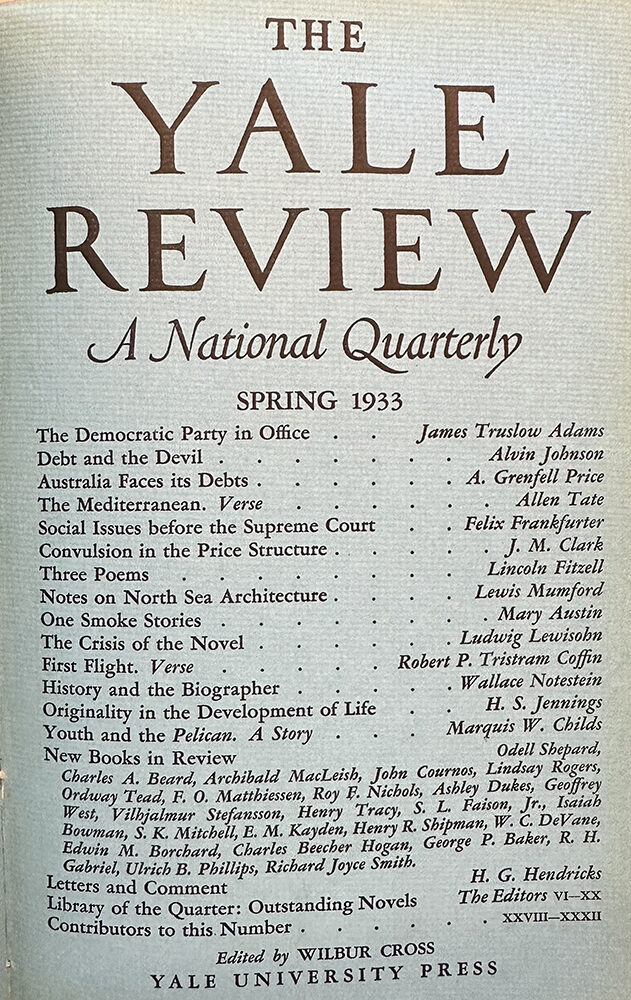 THE
YALE
REVIEW
A National Quarterly
SPRING 1933
The Democratic Party in Office . . James Truslow Adams
Debt and the Devil . . . . . . . Alvin Johnson
Australia Faces its Debts . . . . . . A. Grenfell Price
The Mediterranean. Verse . . . . . Allen Tate
Social Issues before the Supreme Court . . Felix Frankfurter
Convulsion in the Price Structure . . . . . J. M. Clark
Three Poems . . . . . . . . Lincoln Fitzell
Notes on North Sea Architecture . . . . Lewis Mumford
One Smoke Stories . . . . . . . . Mary Austin
The Crisis of the Novel . . . . . . Ludwig Lewisohn
First Flight. Verse . . . . . Robert P. Tristram Coffin
History and the Biographer . . . . . Wallace Notestein
Originality in the Development of Life . . H. S. Jennings
Youth and the Pelican. A Story . . . Marquis W. Childs
New Books in Review Odell Shepard,
Charles A. Beard, Archibald MacLeish, John Cournos, Lindsay Rogers,
Ordway Tead, F. O. Matthiessen, Roy F. Nichols, Ashley Dukes, Geoffrey
West, Vilhjalmur Stefansson, Henry Tracy, S. L. Faison, Jr., Isaiah
Bowman, S. K. Mitchell, E. M. Kayden, Henry R. Shipman, W. C. DeVane,
Edwin M. Borchard, Charles Beecher Hogan, George P. Baker, R. H.
Gabriel, Ulrich B. Phillips, Richard Joyce Smith.
Letters and Comment H. G. Hendricks
Library of the Quarter: Outstanding Novels The Editors VI—XX
Contributors to this Number . . . . . . XXVIII—XXXII
Edited by WILBUR CROSS
YALE UNIVERSITY PRESS